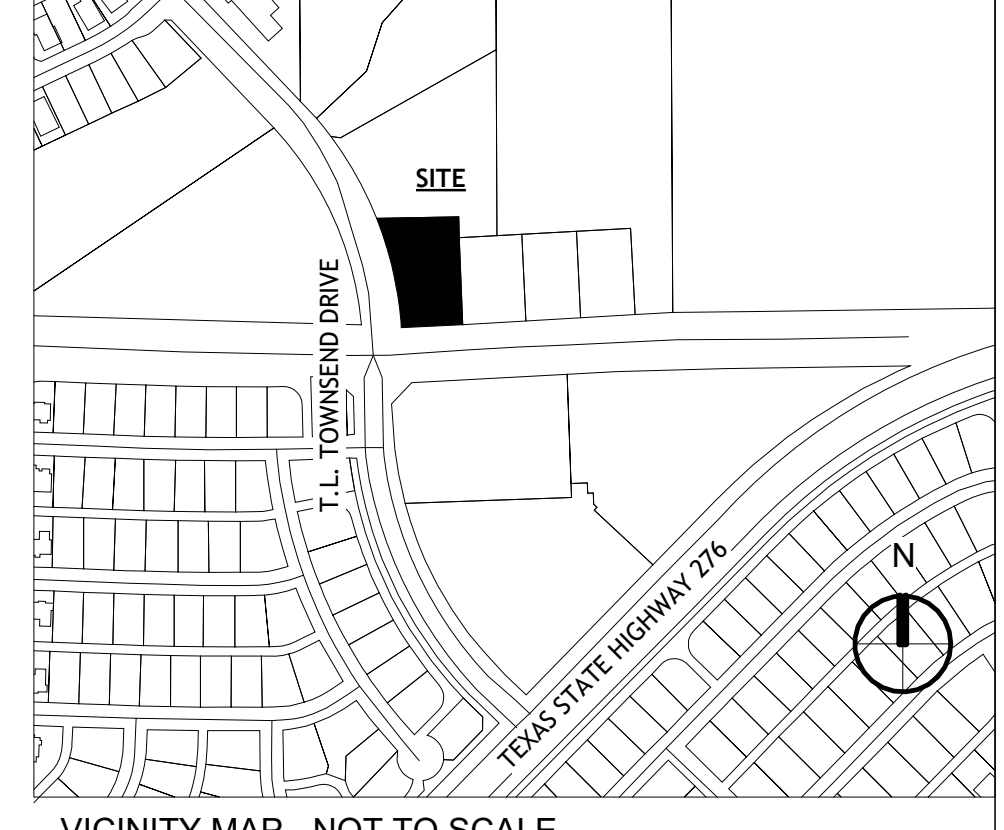 SITE
T.L. TOWNSEND DRIVE
N
TEXAS STATE HIGHWAY 276
VICINITY MAP - NOT TO SCALE